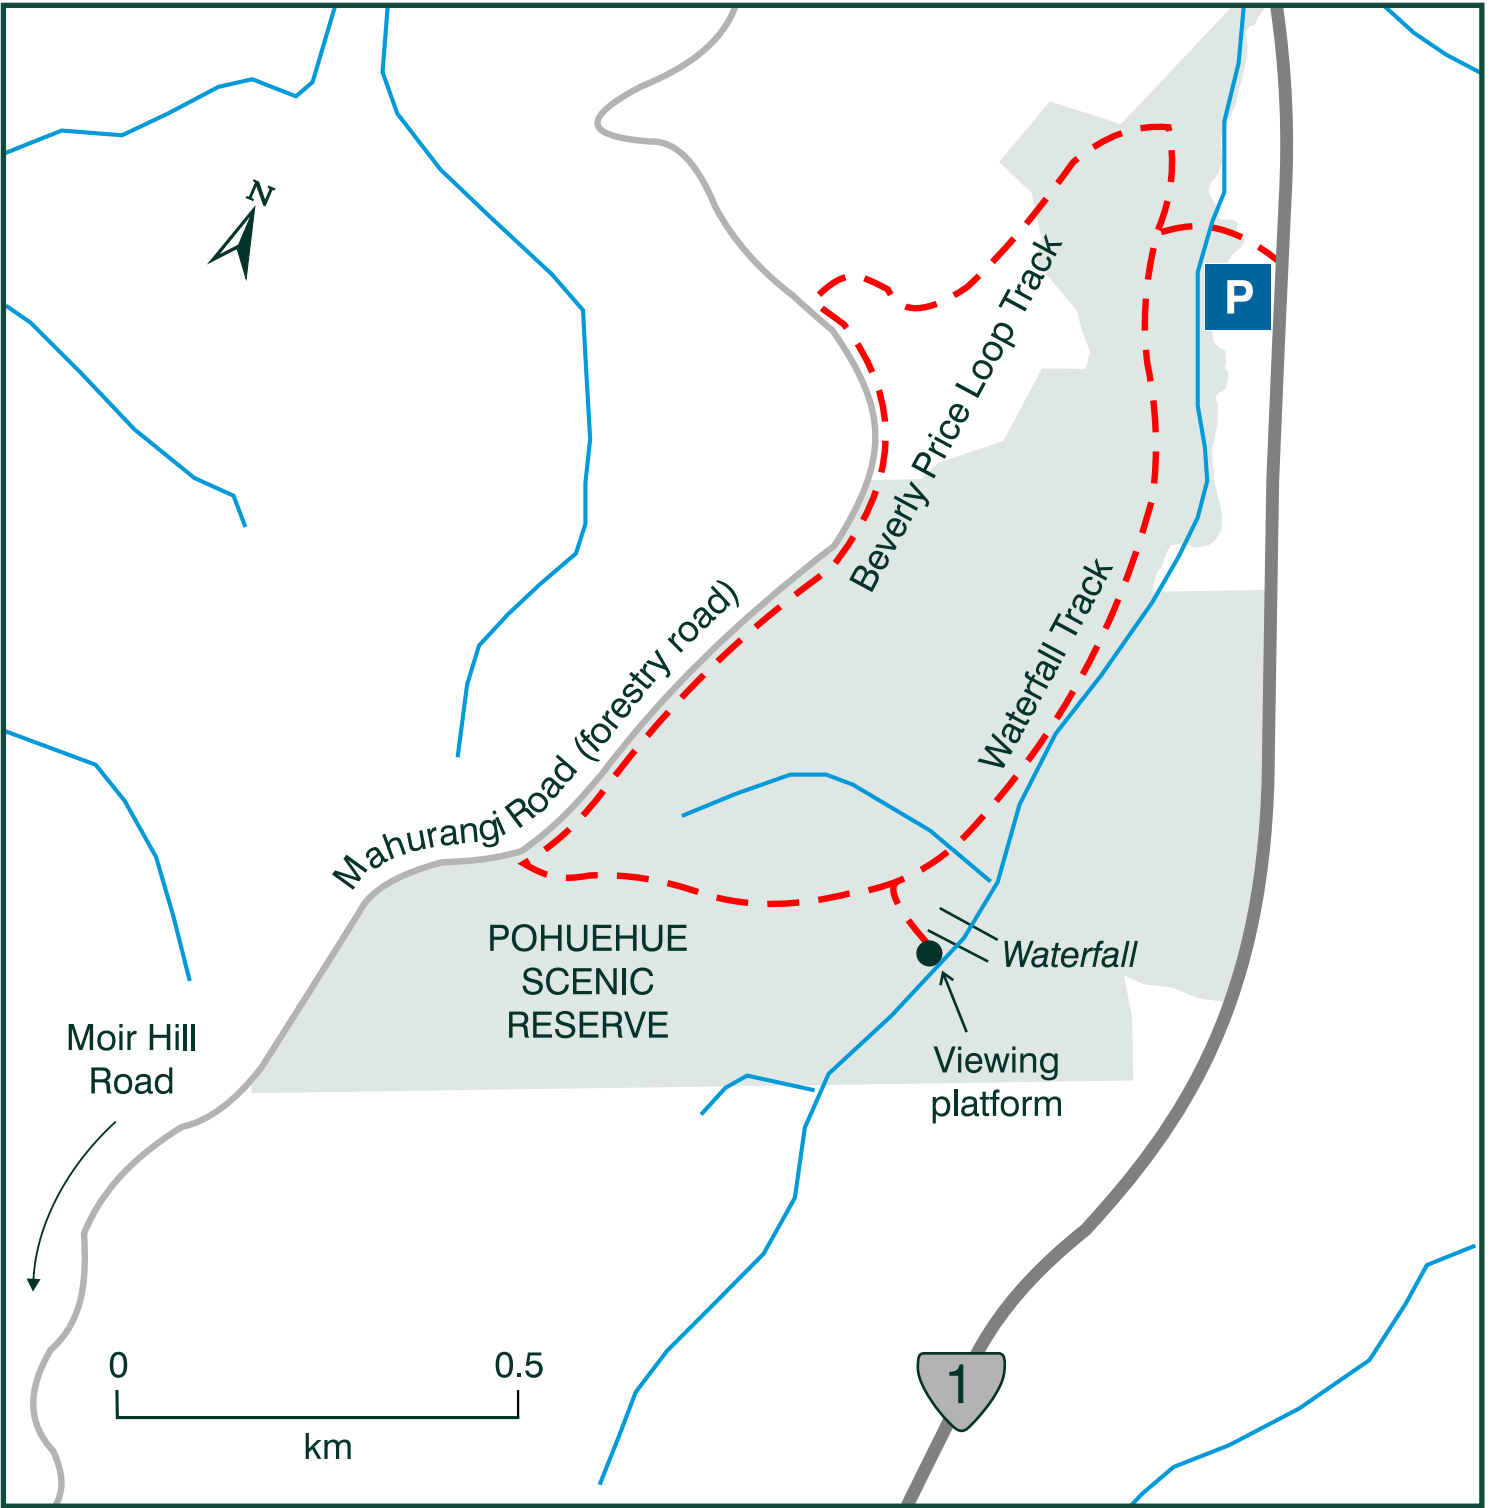 N
P
Beverly Price Loop Track
Waterfall Track
Mahurangi Road (forestry road)
POHUEHUE
SCENIC
RESERVE
Waterfall
Moir Hill
Road
Viewing
platform
0
0.5
km
1